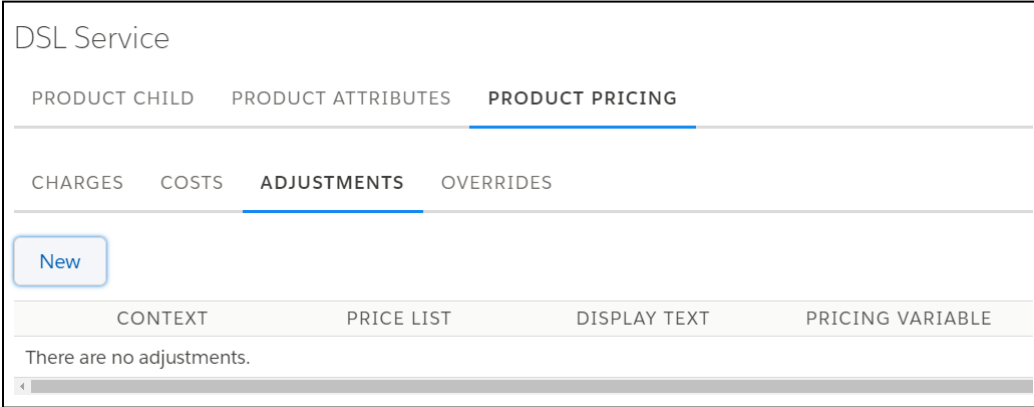 DSL Service
PRODUCT CHILD PRODUCT ATTRIBUTES PRODUCT PRICING
CHARGES COSTS ADJUSTMENTS OVERRIDES
New
CONTEXT PRICE LIST DISPLAY TEXT PRICING VARIABLE
There are no adjustments.